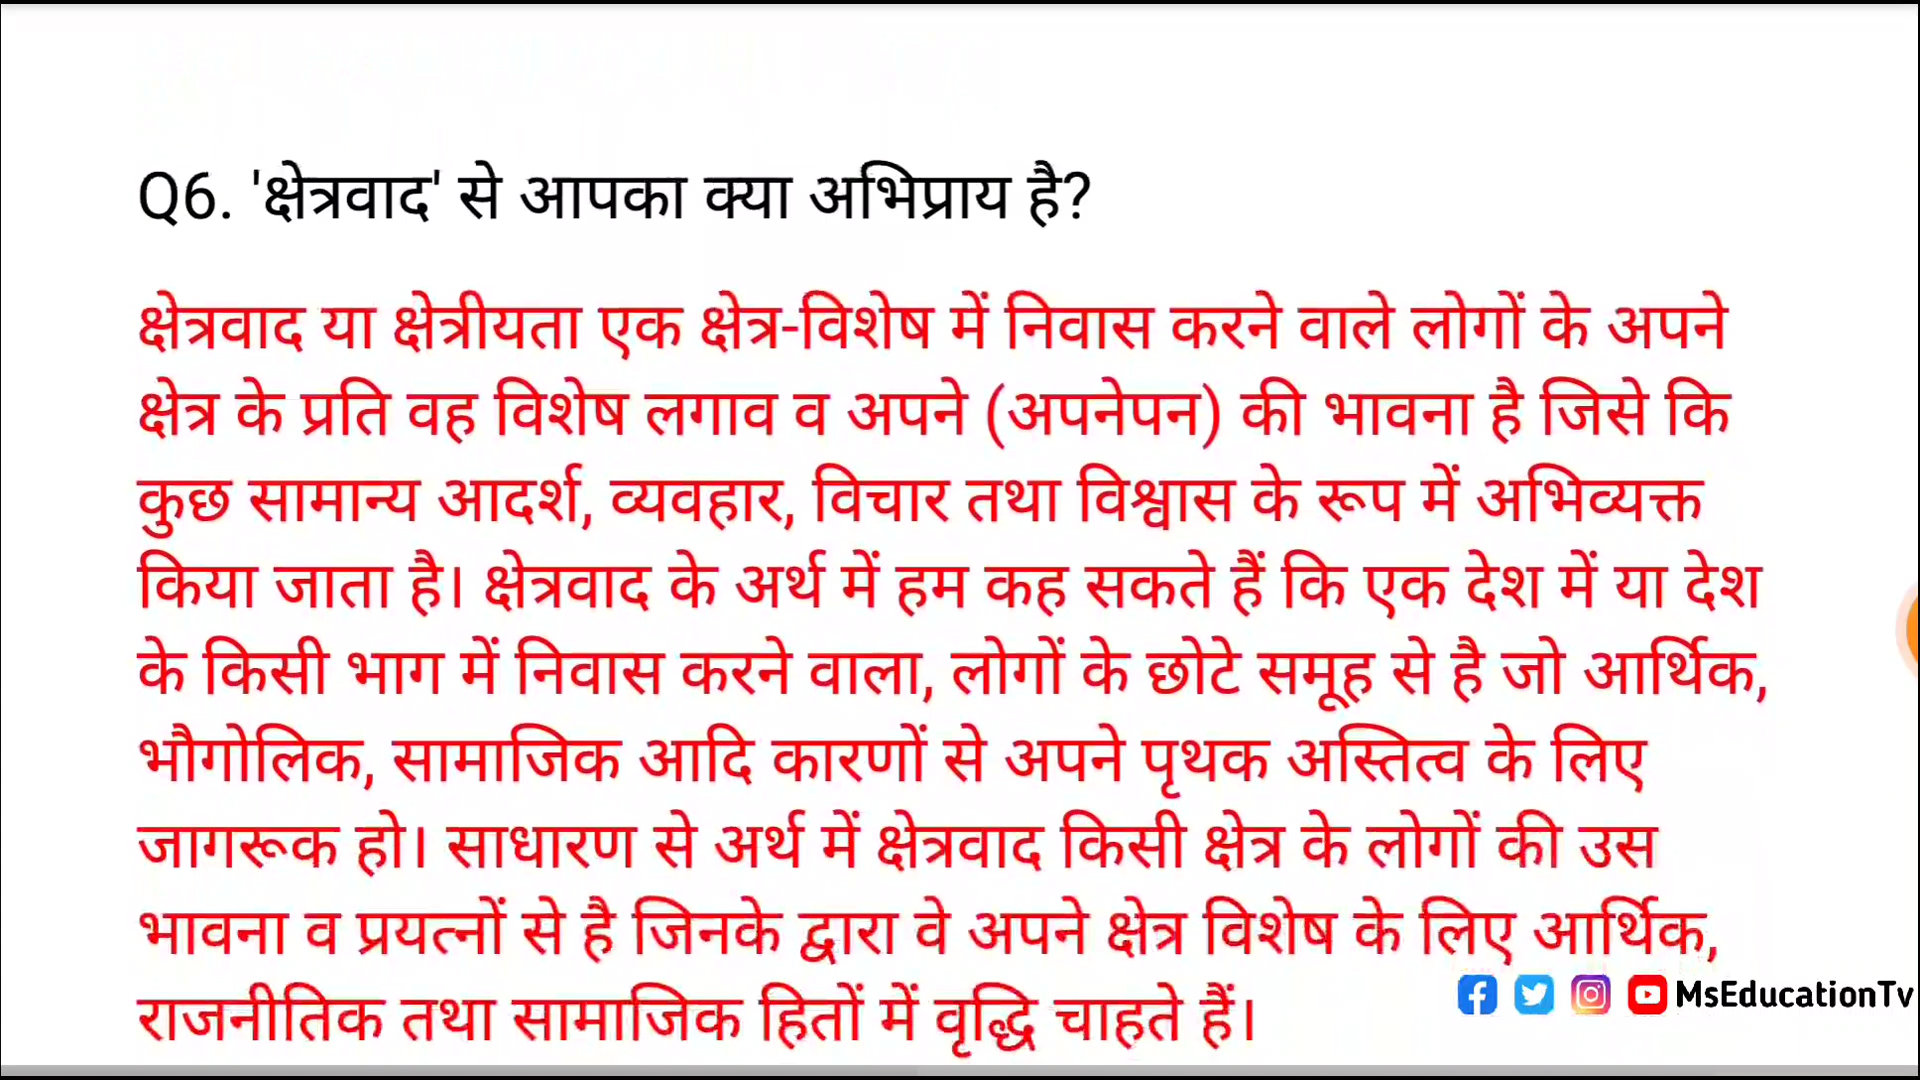 Q6. 'क्षेत्रवाद' से आपका क्या अभिप्राय है?
क्षेत्रवाद या क्षेत्रीयता एक क्षेत्र-विशेष में निवास करने वाले लोगों के अपने
क्षेत्र के प्रति वह विशेष लगाव व अपने (अपनेपन) की भावना है जिसे कि
कुछ सामान्य आदर्श, व्यवहार, विचार तथा विश्वास के रूप में अभिव्यक्त
किया जाता है। क्षेत्रवाद के अर्थ में हम कह सकते हैं कि एक देश में या देश
के किसी भाग में निवास करने वाला, लोगों के छोटे समूह से है जो आर्थिक,
भौगोलिक, सामाजिक आदि कारणों से अपने पृथक अस्तित्व के लिए
जागरूक हो। साधारण से अर्थ में क्षेत्रवाद किसी क्षेत्र के लोगों की उस
भावना व प्रयत्नों से है जिनके द्वारा वे अपने क्षेत्र विशेष के लिए आर्थिक,
राजनीतिक तथा सामाजिक हितों में वृद्धि चाहते हैं।
MsEducationTv